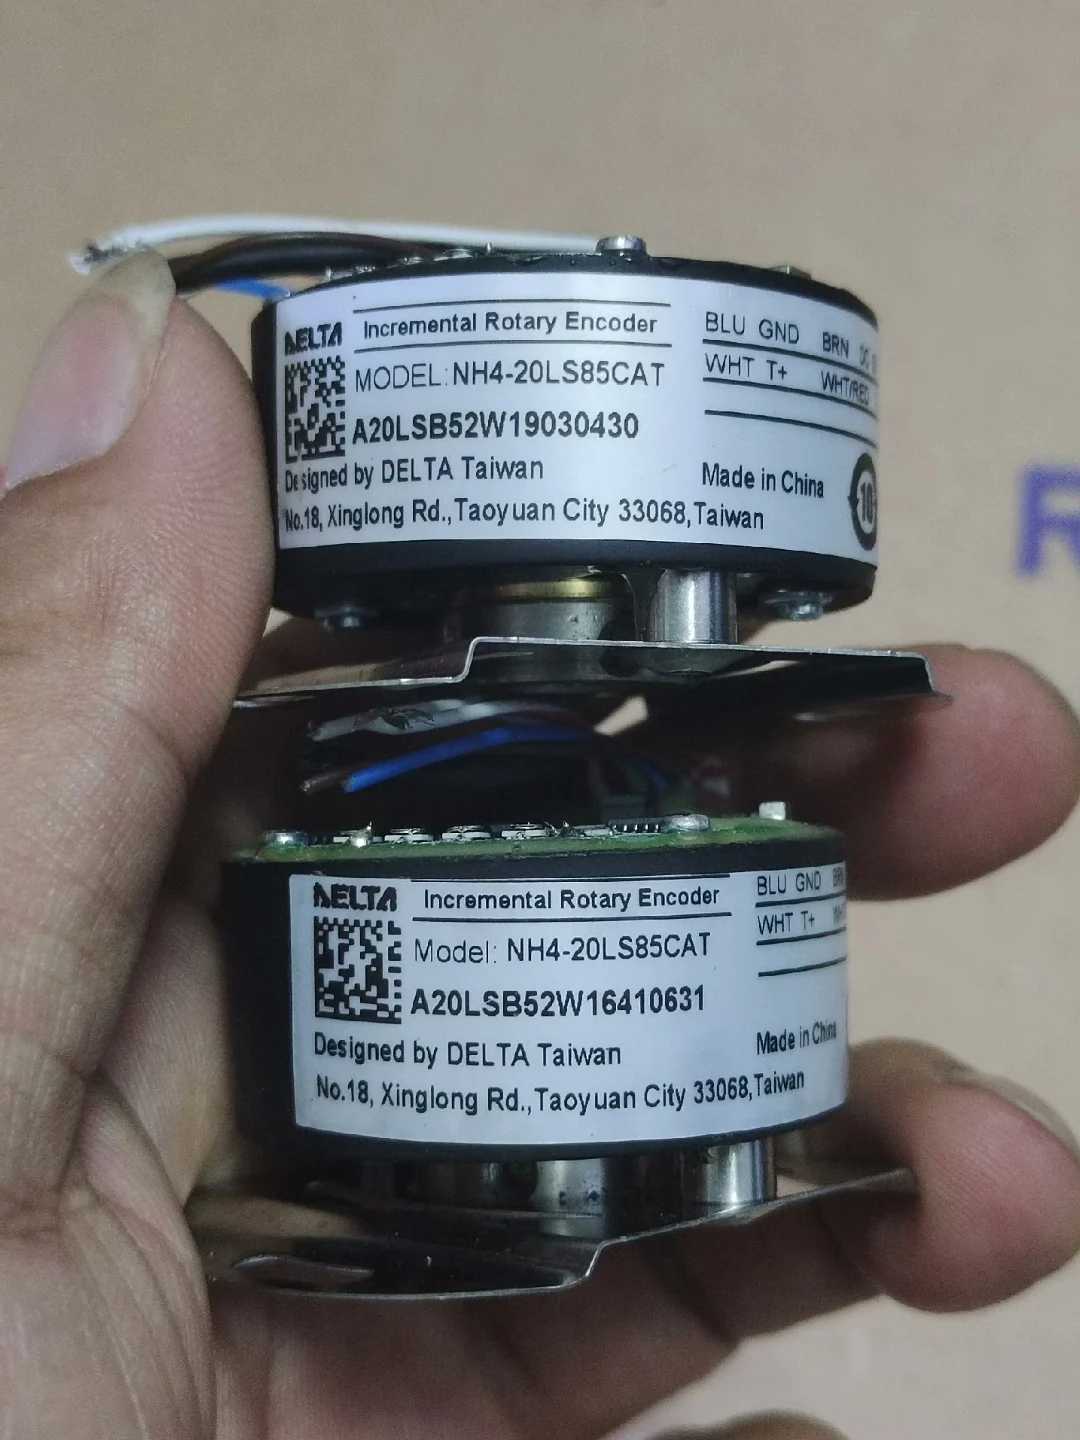 DELTA
Incremental Rotary Encoder
MODEL: NH4-20LS85CAT
A20LSB52W19030430
Designed by DELTA Taiwan
No.18, Xinglong Rd., Taoyuan City 33068, Taiwan
BLU GND BRN
WHT T+ WHT/RED
Made in China
10
R
DELTA
Incremental Rotary Encoder
Model: NH4-20LS85CAT
A20LSB52W16410631
Designed by DELTA Taiwan
No.18, Xinglong Rd., Taoyuan City 33068, Taiwan
BLU GND
WHT T+
Made in China